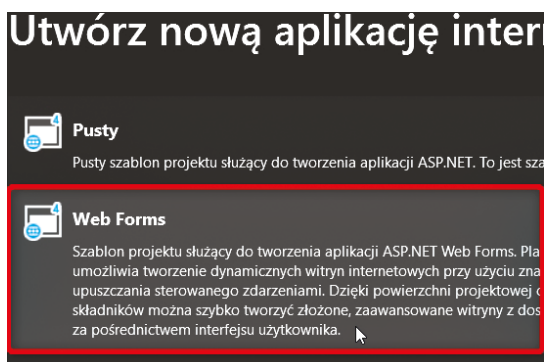 Utwórz nową aplikację inter
Pusty
Pusty szablon projektu służący do tworzenia aplikacji ASP.NET. To jest sza
Web Forms
Szablon projektu służący do tworzenia aplikacji ASP.NET Web Forms. Pla
umożliwia tworzenie dynamicznych witryn internetowych przy użyciu zna
upuszczania sterowanego zdarzeniami. Dzięki powierzchni projektowej o
składników można szybko tworzyć złożone, zaawansowane witryny z dos
za pośrednictwem interfejsu użytkownika.